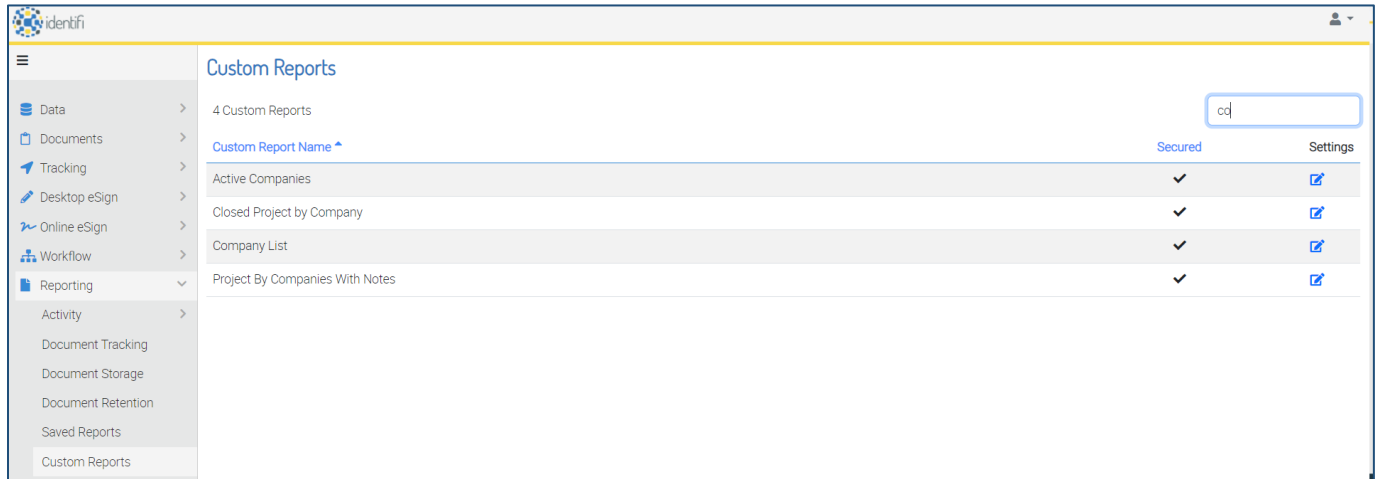 identifi
Custom Reports
Data
4 Custom Reports
co
Documents
Custom Report Name
Secured
Settings
Tracking
Active Companies
Desktop eSign
Closed Project by Company
Online eSign
Company List
Workflow
Project By Companies With Notes
Reporting
Activity
Document Tracking
Document Storage
Document Retention
Saved Reports
Custom Reports